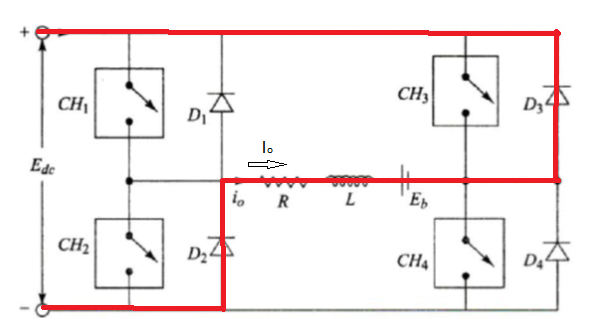 +
CH1 D1 CH3 D3
Edc
Io
io R L Eb
CH2 D2 CH4 D4
−